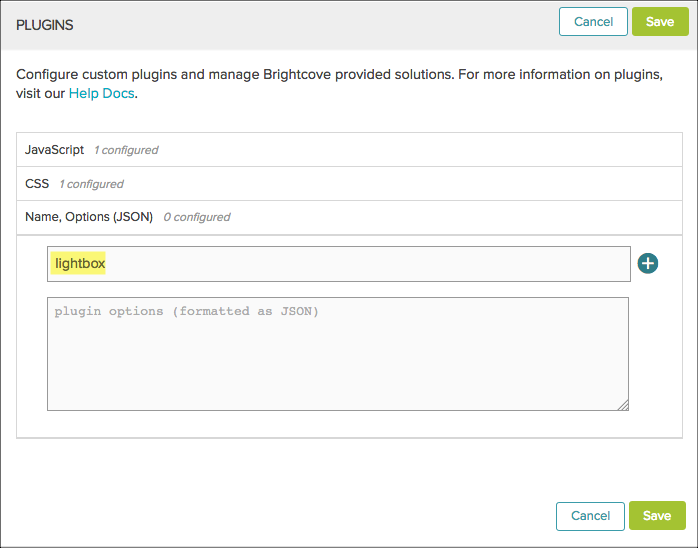 PLUGINS
Cancel
Save
Configure custom plugins and manage Brightcove provided solutions. For more information on plugins,
visit our Help Docs.
JavaScript 1 configured
CSS 1 configured
Name, Options (JSON) 0 configured
lightbox
plugin options (formatted as JSON)
Cancel
Save